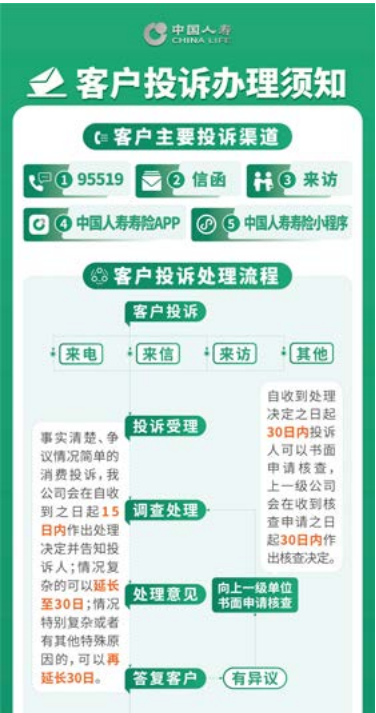 中国人寿
CHINA LIFE
客户投诉办理须知
客户主要投诉渠道
1 95519
2 信函
3 来访
4 中国人寿寿险APP
5 中国人寿寿险小程序
客户投诉处理流程
客户投诉
来电
来信
来访
其他
投诉受理
自收到处理
决定之日起
30日内投诉
人可以书面
申请核查，
上一级公司
会在收到核
查申请之日
起30日内作
出核查决定。
事实清楚、争
议情况简单的
消费投诉，我
公司会在自收
到之日起15
日内作出处理
决定并告知投
诉人；情况复
杂的可以延长
至30日；情况
特别复杂或者
有其他特殊原
因的，可以再
延长30日。
调查处理
处理意见
向上一级单位
书面申请核查
答复客户
有异议